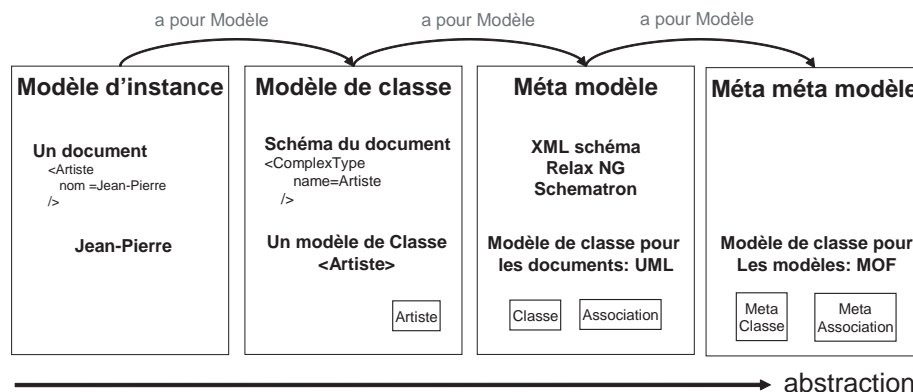 a pour Modèle
a pour Modèle
a pour Modèle
Modèle d’instance
Un document
<Artiste
nom =Jean-Pierre
/>
Jean-Pierre
Modèle de classe
Schéma du document
<ComplexType
name=Artiste
/>
Un modèle de Classe
<Artiste>
Artiste
Méta modèle
XML schéma
Relax NG
Schematron
Modèle de classe pour
les documents: UML
Classe
Association
Méta méta modèle
Modèle de classe pour
Les modèles: MOF
Meta
Classe
Meta
Association
abstraction